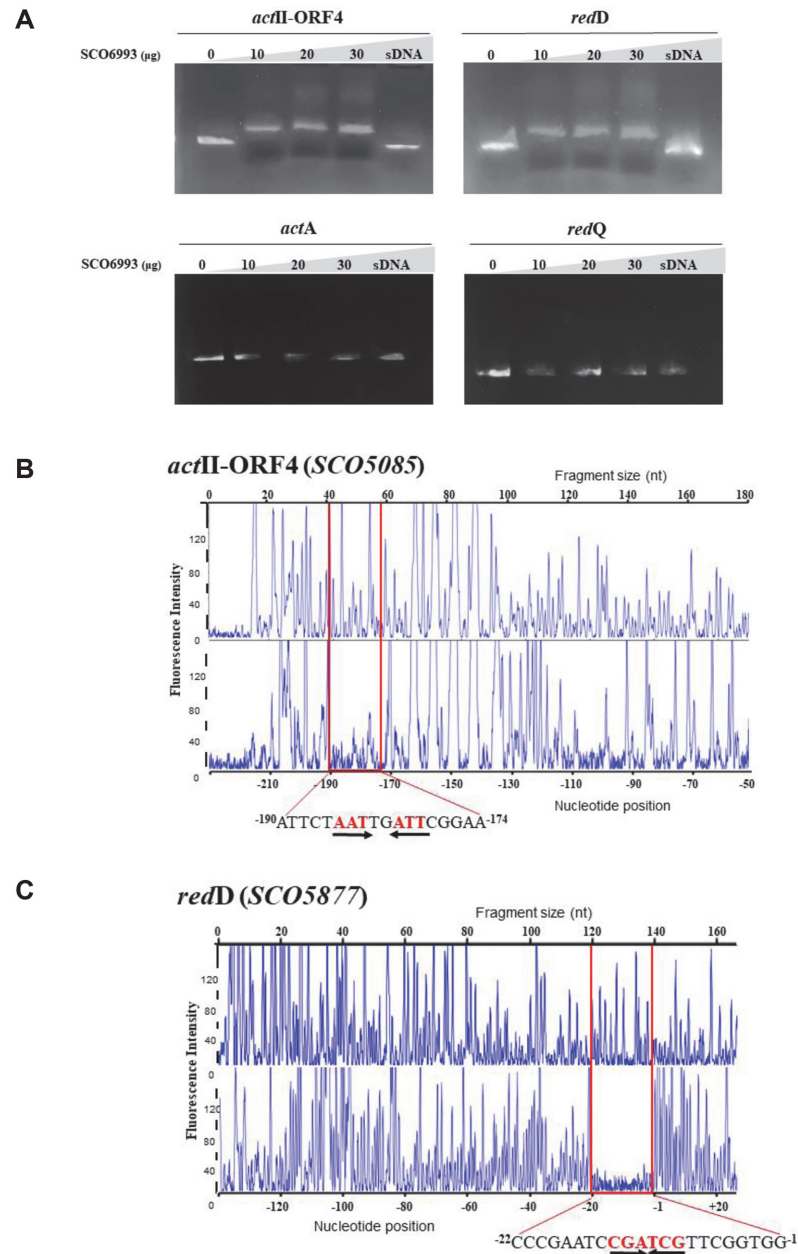 A
actII-ORF4 redD
SCO6993 (µg) 0 10 20 30 sDNA 0 10 20 30 sDNA
actA redQ
SCO6993 (µg) 0 10 20 30 sDNA 0 10 20 30 sDNA
B
actII-ORF4 (SCO5085)
Fragment size (nt)
0 20 40 60 80 100 120 140 160 180
Fluorescence Intensity
120
80
40
0
120
80
40
0
-210 -190 -170 -150 -130 -110 -90 -70 -50
Nucleotide position
-190ATTCTAATTGATTCGGAA-174
C
redD (SCO5877)
Fragment size (nt)
0 20 40 60 80 100 120 140 160
Fluorescence Intensity
120
80
40
0
120
80
40
0 -120 -100 -80 -60 -40 -20 -1 +20
Nucleotide position
-22CCCGAATCCGATCGTTCGGTGG-1